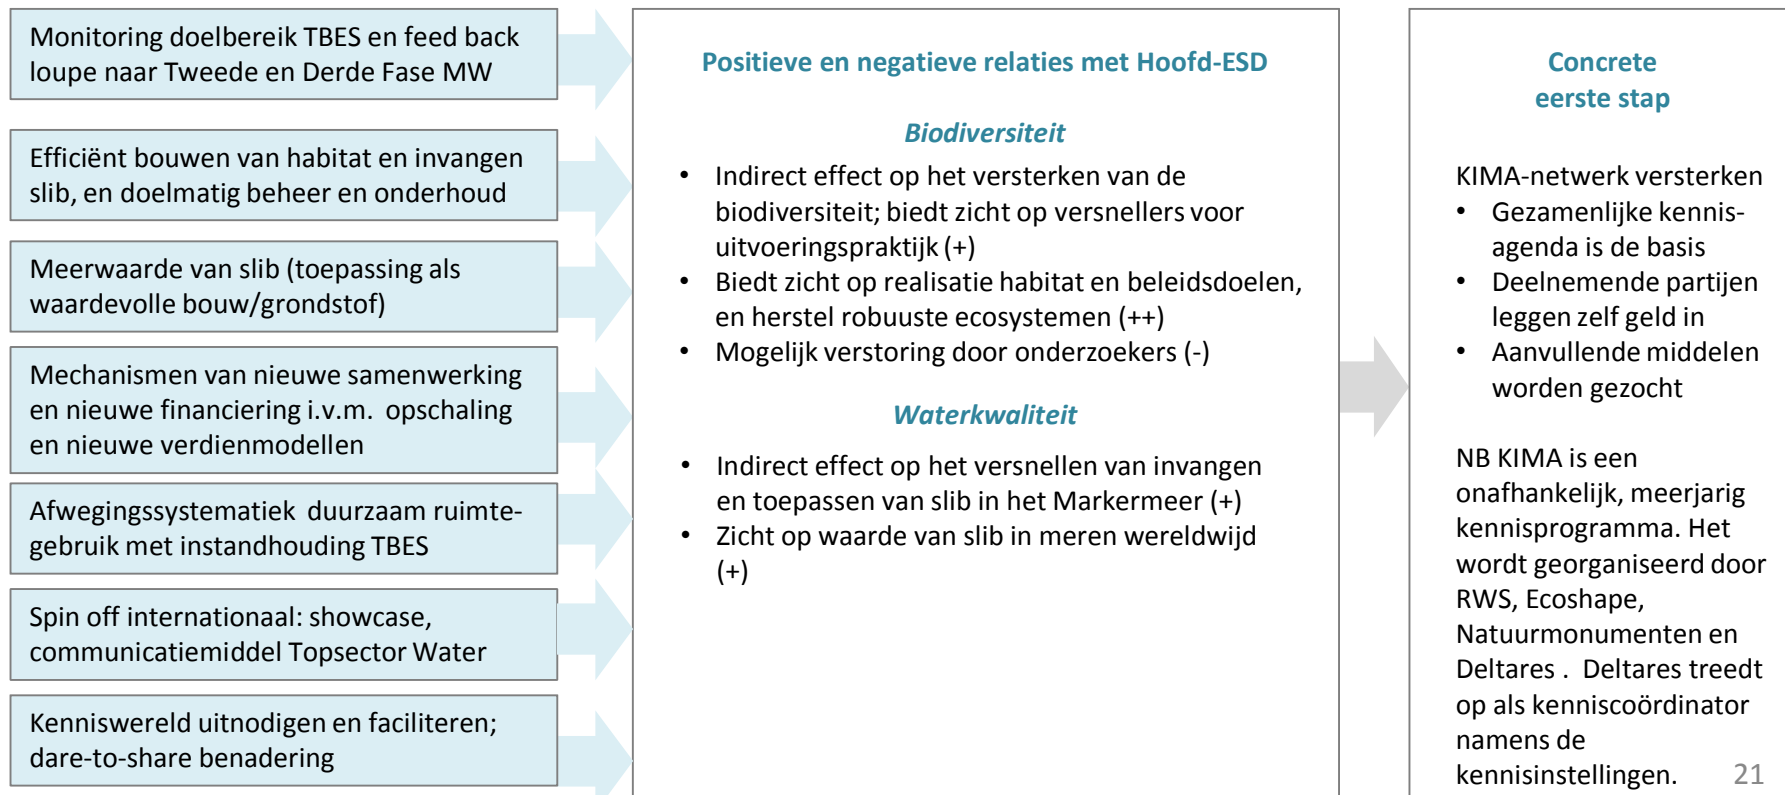 Monitoring doelbereik TBES en feed back
loupe naar Tweede en Derde Fase MW
Efficiënt bouwen van habitat en invangen
slib, en doelmatig beheer en onderhoud
Meerwaarde van slib (toepassing als
waardevolle bouw/grondstof)
Mechanismen van nieuwe samenwerking
en nieuwe financiering i.v.m. opschaling
en nieuwe verdienmodellen
Afwegingssystematiek duurzaam ruimte-
gebruik met instandhouding TBES
Spin off internationaal: showcase,
communicatiemiddel Topsector Water
Kenniswereld uitnodigen en faciliteren;
dare-to-share benadering
Positieve en negatieve relaties met Hoofd-ESD
Biodiversiteit
• Indirect effect op het versterken van de
biodiversiteit; biedt zicht op versnellers voor
uitvoeringspraktijk (+)
• Biedt zicht op realisatie habitat en beleidsdoelen,
en herstel robuuste ecosystemen (++)
• Mogelijk verstoring door onderzoekers (-)
Waterkwaliteit
• Indirect effect op het versnellen van invangen
en toepassen van slib in het Markermeer (+)
• Zicht op waarde van slib in meren wereldwijd
(+)
Concrete
eerste stap
KIMA-netwerk versterken
• Gezamenlijke kennis-
agenda is de basis
• Deelnemende partijen
leggen zelf geld in
• Aanvullende middelen
worden gezocht
NB KIMA is een
onafhankelijk, meerjarig
kennisprogramma. Het
wordt georganiseerd door
RWS, Ecoshape,
Natuurmonumenten en
Deltares . Deltares treedt
op als kenniscoördinator
namens de
kennisinstellingen.
21